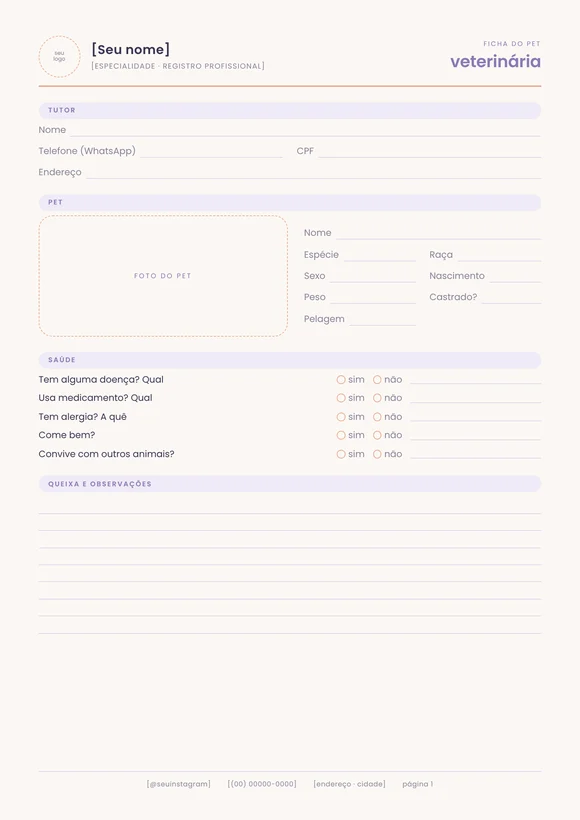 seu
logo
[Seu nome]
[ESPECIALIDADE · REGISTRO PROFISSIONAL]
FICHA DO PET
veterinária
TUTOR
Nome
Telefone (WhatsApp) CPF
Endereço
PET
FOTO DO PET
Nome
Espécie Raça
Sexo Nascimento
Peso Castrado?
Pelagem
SAÚDE
Tem alguma doença? Qual sim não
Usa medicamento? Qual sim não
Tem alergia? A quê sim não
Come bem? sim não
Convive com outros animais? sim não
QUEIXA E OBSERVAÇÕES
[@seuinstagram] [(00) 00000-0000] [endereço · cidade] página 1